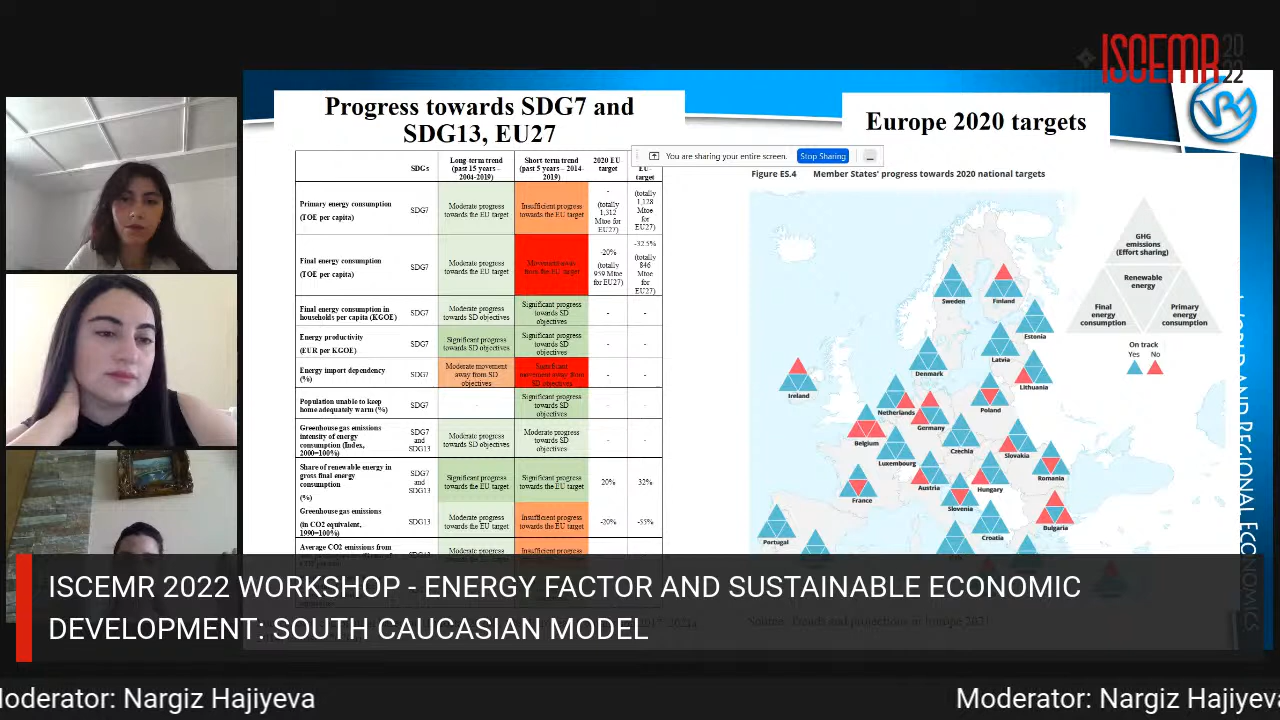 ISCEMR 20
22
Progress towards SDG7 and
SDG13, EU27
Europe 2020 targets
You are sharing your entire screen.
Stop Sharing
SDGs
Long-term trend
(past 15 years -
2004-2019)
Short-term trend
(past 5 years - 2014-
2019)
2020 EU
target
EU-
target
Primary energy consumption
(TOE per capita)
SDG7
Moderate progress
towards the EU target
Insufficient progress
towards the EU target
-
(totally
1,312
Mtoe for
EU27)
(totally
1,128
Mtoe
for
EU27)
Final energy consumption
(TOE per capita)
SDG7
Moderate progress
towards the EU target
Movement away
from the EU target
-20%
(totally
959 Mtoe
for EU27)
-32.5%
(totally
846
Mtoe
for
EU27)
Final energy consumption in
households per capita (KGOE)
SDG7
Moderate progress
towards SD objectives
Significant progress
towards SD
objectives
-
-
Energy productivity
(EUR per KGOE)
SDG7
Significant progress
towards SD objectives
Significant progress
towards SD
objectives
-
-
Energy import dependency
(%)
SDG7
Moderate movement
away from SD
objectives
Significant
movement away from
SD objectives
-
-
Population unable to keep
home adequately warm (%)
SDG7
-
Significant progress
towards SD
objectives
-
-
Greenhouse gas emissions
intensity of energy
consumption (Index,
2000=100%)
SDG7
and
SDG13
Moderate progress
towards SD objectives
Moderate progress
towards SD
objectives
-
-
Share of renewable energy in
gross final energy
consumption
(%)
SDG7
and
SDG13
Significant progress
towards the EU target
Significant progress
towards the EU target
20%
32%
Greenhouse gas emissions
(in CO2 equivalent,
1990=100%)
SDG13
Moderate progress
towards the EU target
Insufficient progress
towards the EU target
-20%
-55%
Average CO2 emissions from
Moderate progress
Insufficient progress
Figure ES.4 Member States' progress towards 2020 national targets
GHG
emissions
(Effort sharing)
Renewable
energy
Final
energy
consumption
Primary
energy
consumption
On track
Yes No
Sweden
Finland
Estonia
Latvia
Denmark
Lithuania
Ireland
Netherlands
Germany
Poland
Belgium
Czechia
Luxembourg
Slovakia
Romania
France
Austria
Hungary
Slovenia
Croatia
Bulgaria
Portugal
Source: Trends and projections in Europe 2021
AND REGIONAL ECONOMICS
ISCEMR 2022 WORKSHOP - ENERGY FACTOR AND SUSTAINABLE ECONOMIC
DEVELOPMENT: SOUTH CAUCASIAN MODEL
Moderator: Nargiz Hajiyeva
Moderator: Nargiz Hajiyeva